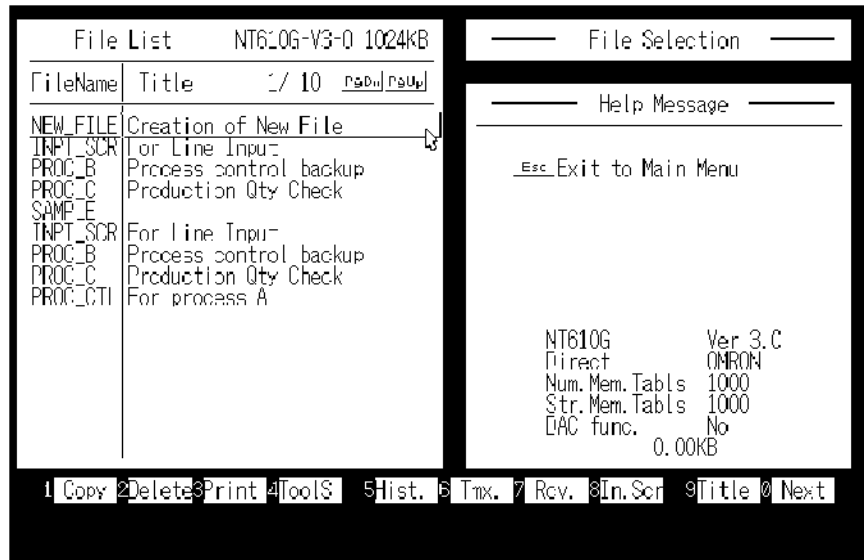 File List NT610G-V3-0 1024KB
FileName Title 1/ 10 PgDn PgUp
NEW_FILE Creation of New File
INPT_SCR For Line Input
PROC_B Process control backup
PROC_C Production Qty Check
SAMP_E
INPT_SCR For Line Input
PROC_B Process control backup
PROC_C Production Qty Check
PROC_CTL For process A
File Selection
Help Message
Esc Exit to Main Menu
NT610G Ver 3.0
Direct OMRON
Num.Mem.Tabls 1000
Str.Mem.Tabls 1000
DAC func. No
0.00KB
1 Copy 2 Delete 3 Print 4 ToolS 5 Hist. 6 Tmx. 7 Rcv. 8 In.Scr 9 Title 0 Next